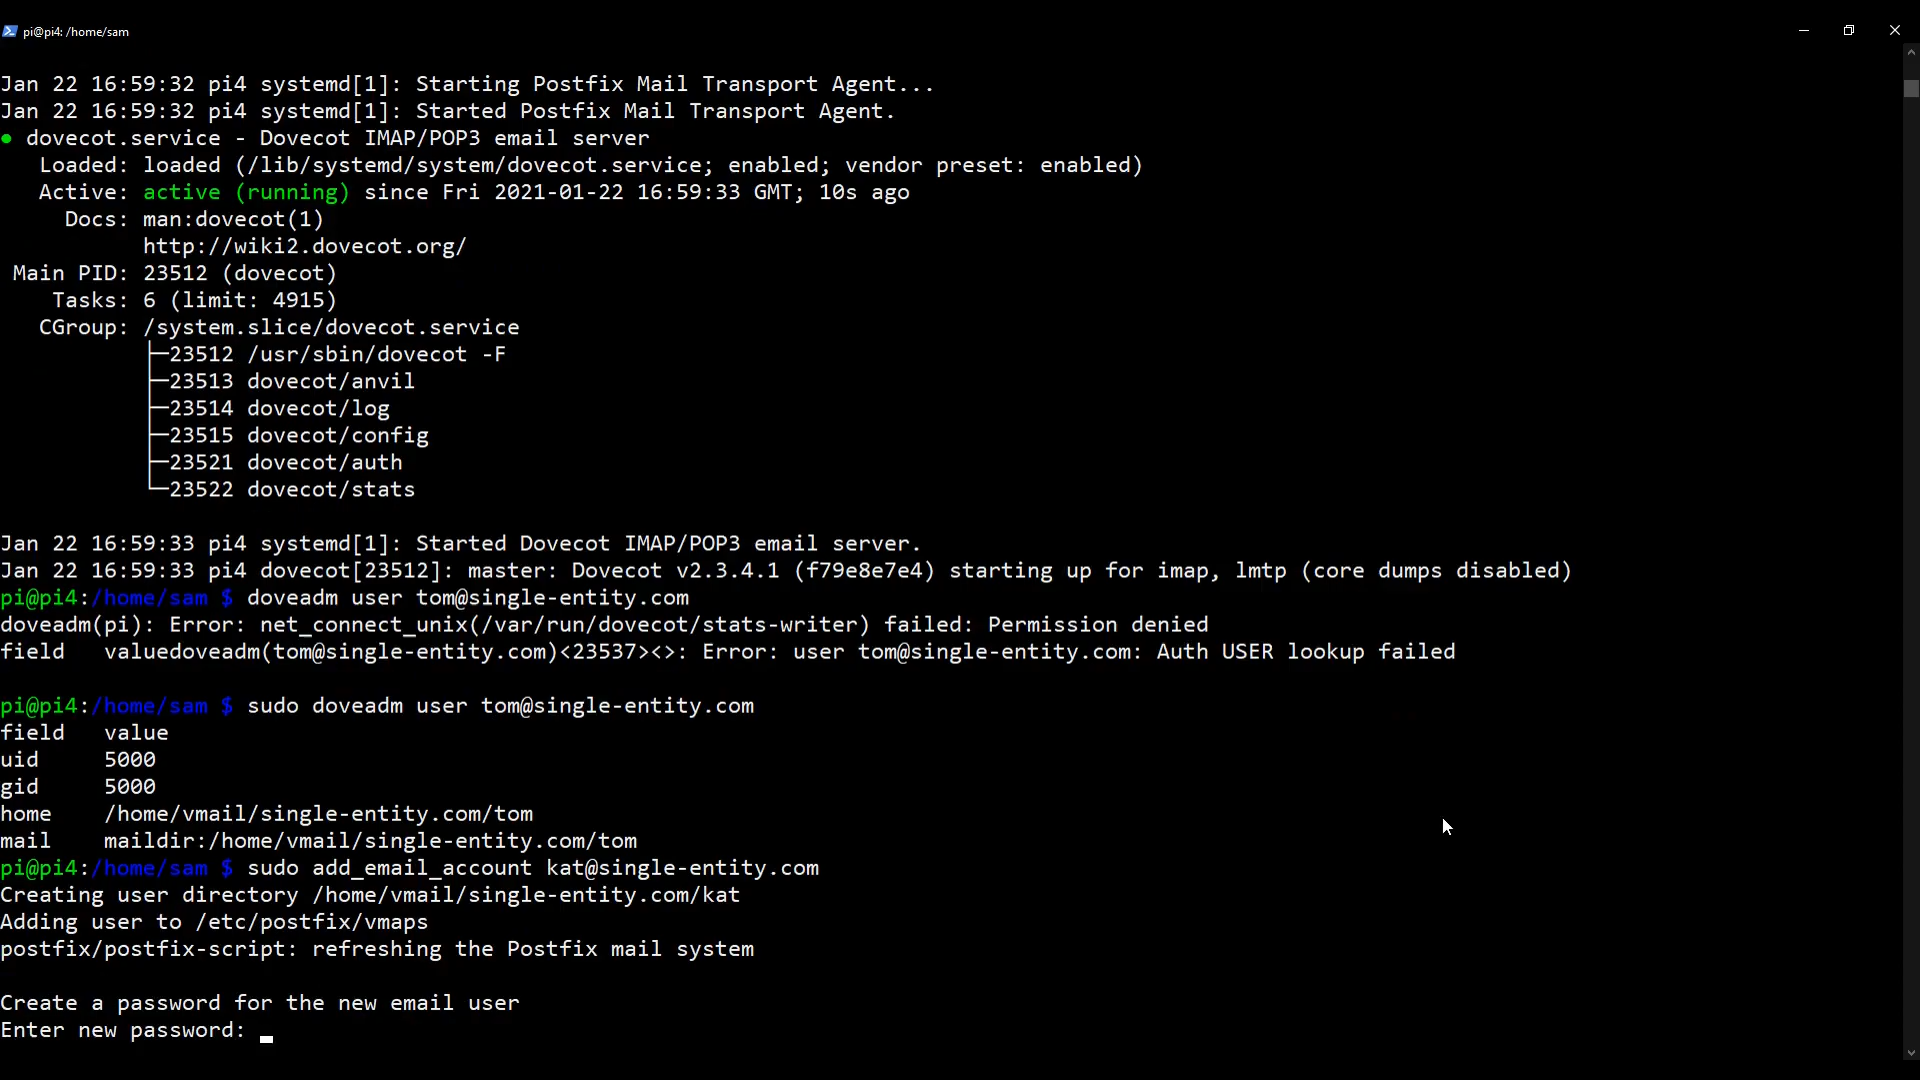 pi@pi4: /home/sam
Jan 22 16:59:32 pi4 systemd[1]: Starting Postfix Mail Transport Agent...
Jan 22 16:59:32 pi4 systemd[1]: Started Postfix Mail Transport Agent.
● dovecot.service - Dovecot IMAP/POP3 email server
   Loaded: loaded (/lib/systemd/system/dovecot.service; enabled; vendor preset: enabled)
   Active: active (running) since Fri 2021-01-22 16:59:33 GMT; 10s ago
     Docs: man:dovecot(1)
           http://wiki2.dovecot.org/
 Main PID: 23512 (dovecot)
    Tasks: 6 (limit: 4915)
   CGroup: /system.slice/dovecot.service
           ├─23512 /usr/sbin/dovecot -F
           ├─23513 dovecot/anvil
           ├─23514 dovecot/log
           ├─23515 dovecot/config
           ├─23521 dovecot/auth
           └─23522 dovecot/stats
Jan 22 16:59:33 pi4 systemd[1]: Started Dovecot IMAP/POP3 email server.
Jan 22 16:59:33 pi4 dovecot[23512]: master: Dovecot v2.3.4.1 (f79e8e7e4) starting up for imap, lmtp (core dumps disabled)
pi@pi4:/home/sam $ doveadm user tom@single-entity.com
doveadm(pi): Error: net_connect_unix(/var/run/dovecot/stats-writer) failed: Permission denied
field   valuedoveadm(tom@single-entity.com)<23537><>: Error: user tom@single-entity.com: Auth USER lookup failed
pi@pi4:/home/sam $ sudo doveadm user tom@single-entity.com
field   value
uid     5000
gid     5000
home    /home/vmail/single-entity.com/tom
mail    maildir:/home/vmail/single-entity.com/tom
pi@pi4:/home/sam $ sudo add_email_account kat@single-entity.com
Creating user directory /home/vmail/single-entity.com/kat
Adding user to /etc/postfix/vmaps
postfix/postfix-script: refreshing the Postfix mail system
Create a password for the new email user
Enter new password: